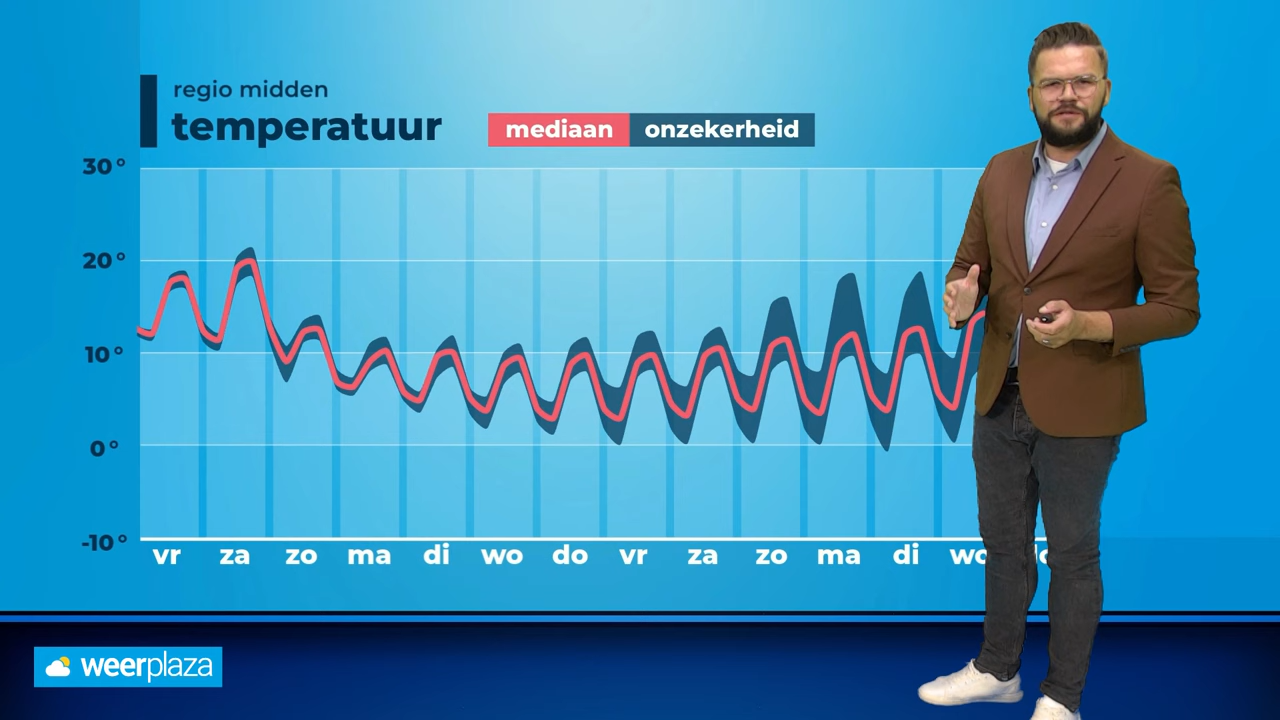 regio midden
temperatuur
mediaan onzekerheid
30°
20°
10°
0°
-10°
vr za zo ma di wo do vr za zo ma di
weerplaza